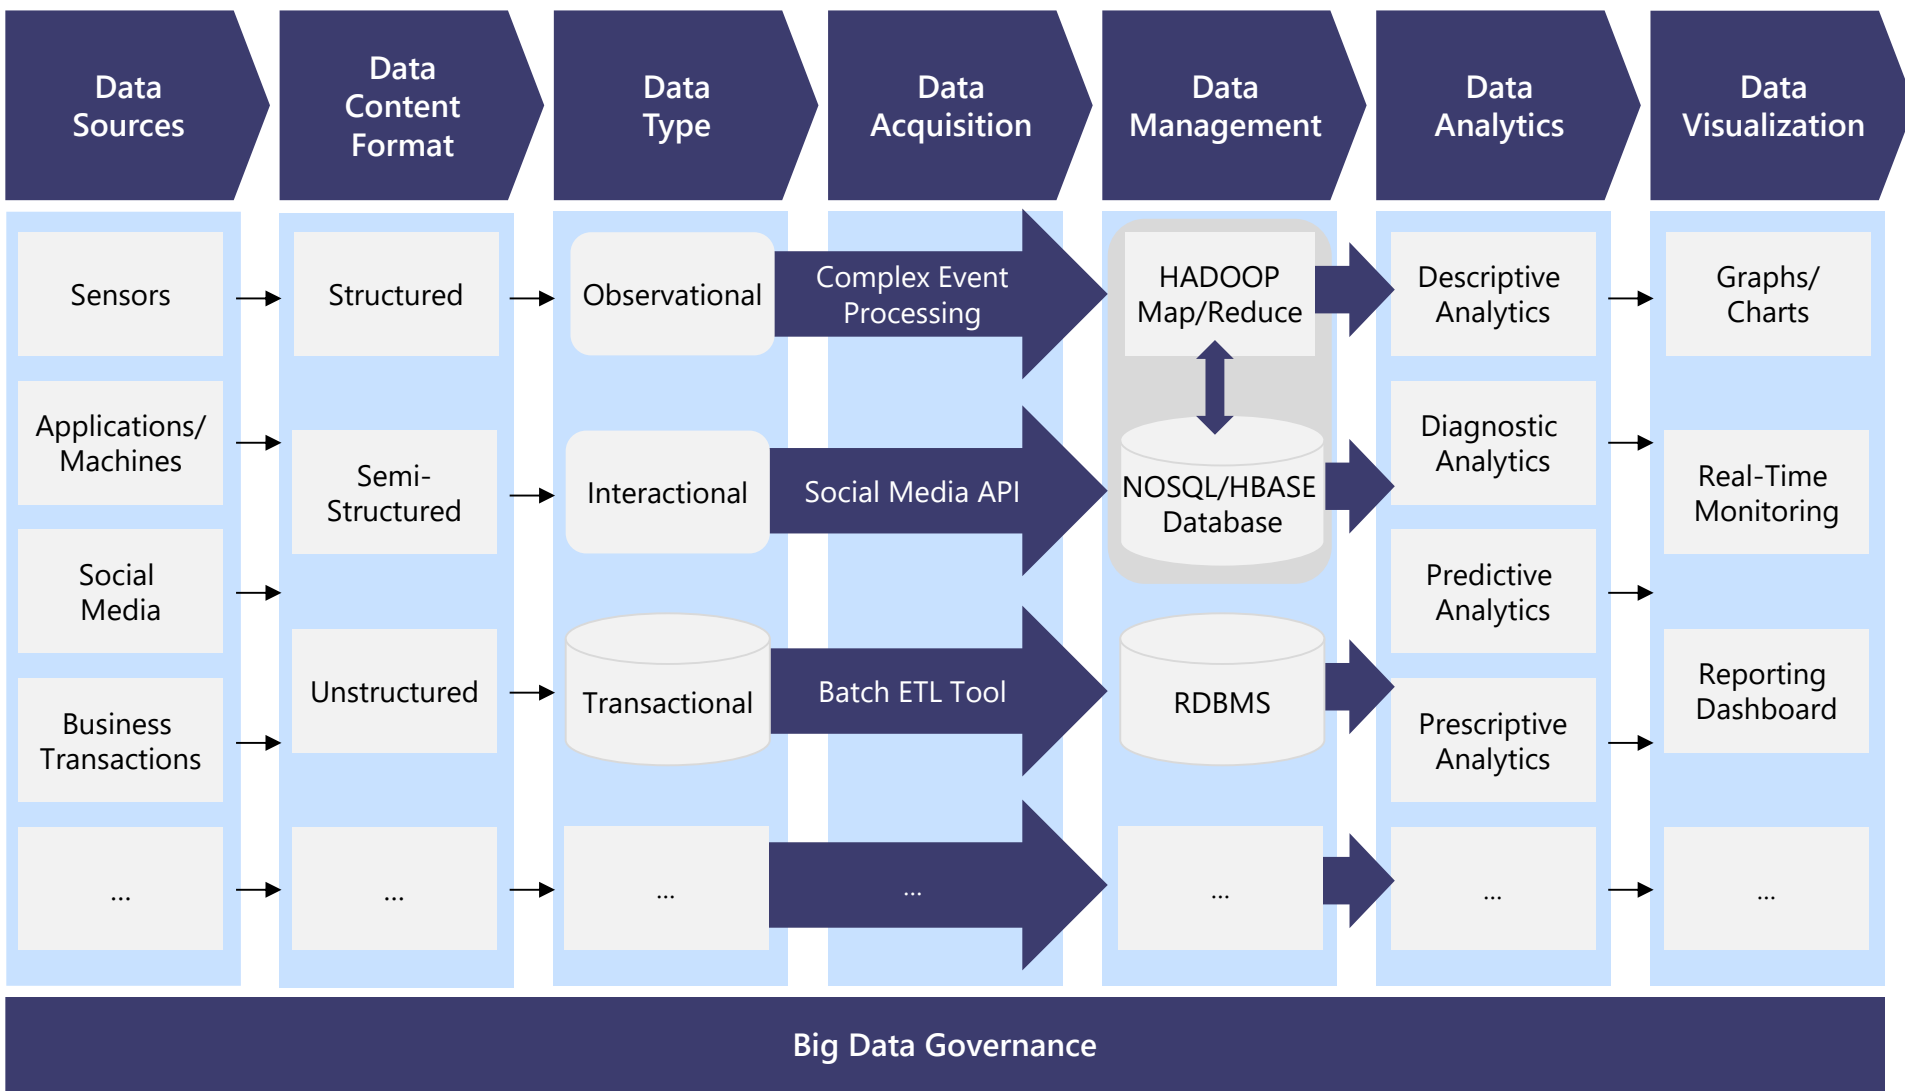 Data
Sources
Data
Content
Format
Data
Type
Data
Acquisition
Data
Management
Data
Analytics
Data
Visualization
Sensors
Applications/
Machines
Social
Media
Business
Transactions
...
Structured
Semi-
Structured
Unstructured
...
Observational
Interactional
Transactional
...
Complex Event
Processing
Social Media API
Batch ETL Tool
...
HADOOP
Map/Reduce
NOSQL/HBASE
Database
RDBMS
...
Descriptive
Analytics
Diagnostic
Analytics
Predictive
Analytics
Prescriptive
Analytics
...
Graphs/
Charts
Real-Time
Monitoring
Reporting
Dashboard
...
Big Data Governance